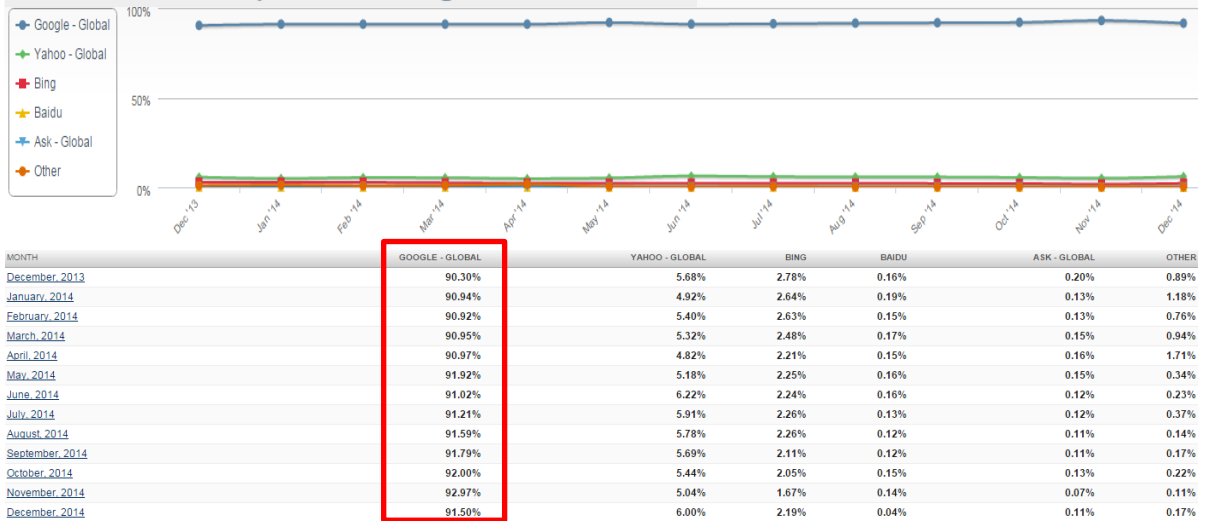 100%
Google - Global
Yahoo - Global
Bing
Baidu
Ask - Global
Other
50%
0%
Dec '13 Jan '14 Feb '14 Mar '14 Apr '14 May '14 Jun '14 Jul '14 Aug '14 Sep '14 Oct '14 Nov '14 Dec '14
MONTH GOOGLE - GLOBAL YAHOO - GLOBAL BING BAIDU ASK - GLOBAL OTHER
December, 2013 90.30% 5.68% 2.78% 0.16% 0.20% 0.89%
January, 2014 90.94% 4.92% 2.64% 0.19% 0.13% 1.18%
February, 2014 90.92% 5.40% 2.63% 0.15% 0.13% 0.76%
March, 2014 90.95% 5.32% 2.48% 0.17% 0.15% 0.94%
April, 2014 90.97% 4.82% 2.21% 0.15% 0.16% 1.71%
May, 2014 91.92% 5.18% 2.25% 0.16% 0.15% 0.34%
June, 2014 91.02% 6.22% 2.24% 0.16% 0.12% 0.23%
July, 2014 91.21% 5.91% 2.26% 0.13% 0.12% 0.37%
August, 2014 91.59% 5.78% 2.26% 0.12% 0.11% 0.14%
September, 2014 91.79% 5.69% 2.11% 0.12% 0.11% 0.17%
October, 2014 92.00% 5.44% 2.05% 0.15% 0.13% 0.22%
November, 2014 92.97% 5.04% 1.67% 0.14% 0.07% 0.11%
December, 2014 91.50% 6.00% 2.19% 0.04% 0.11% 0.17%